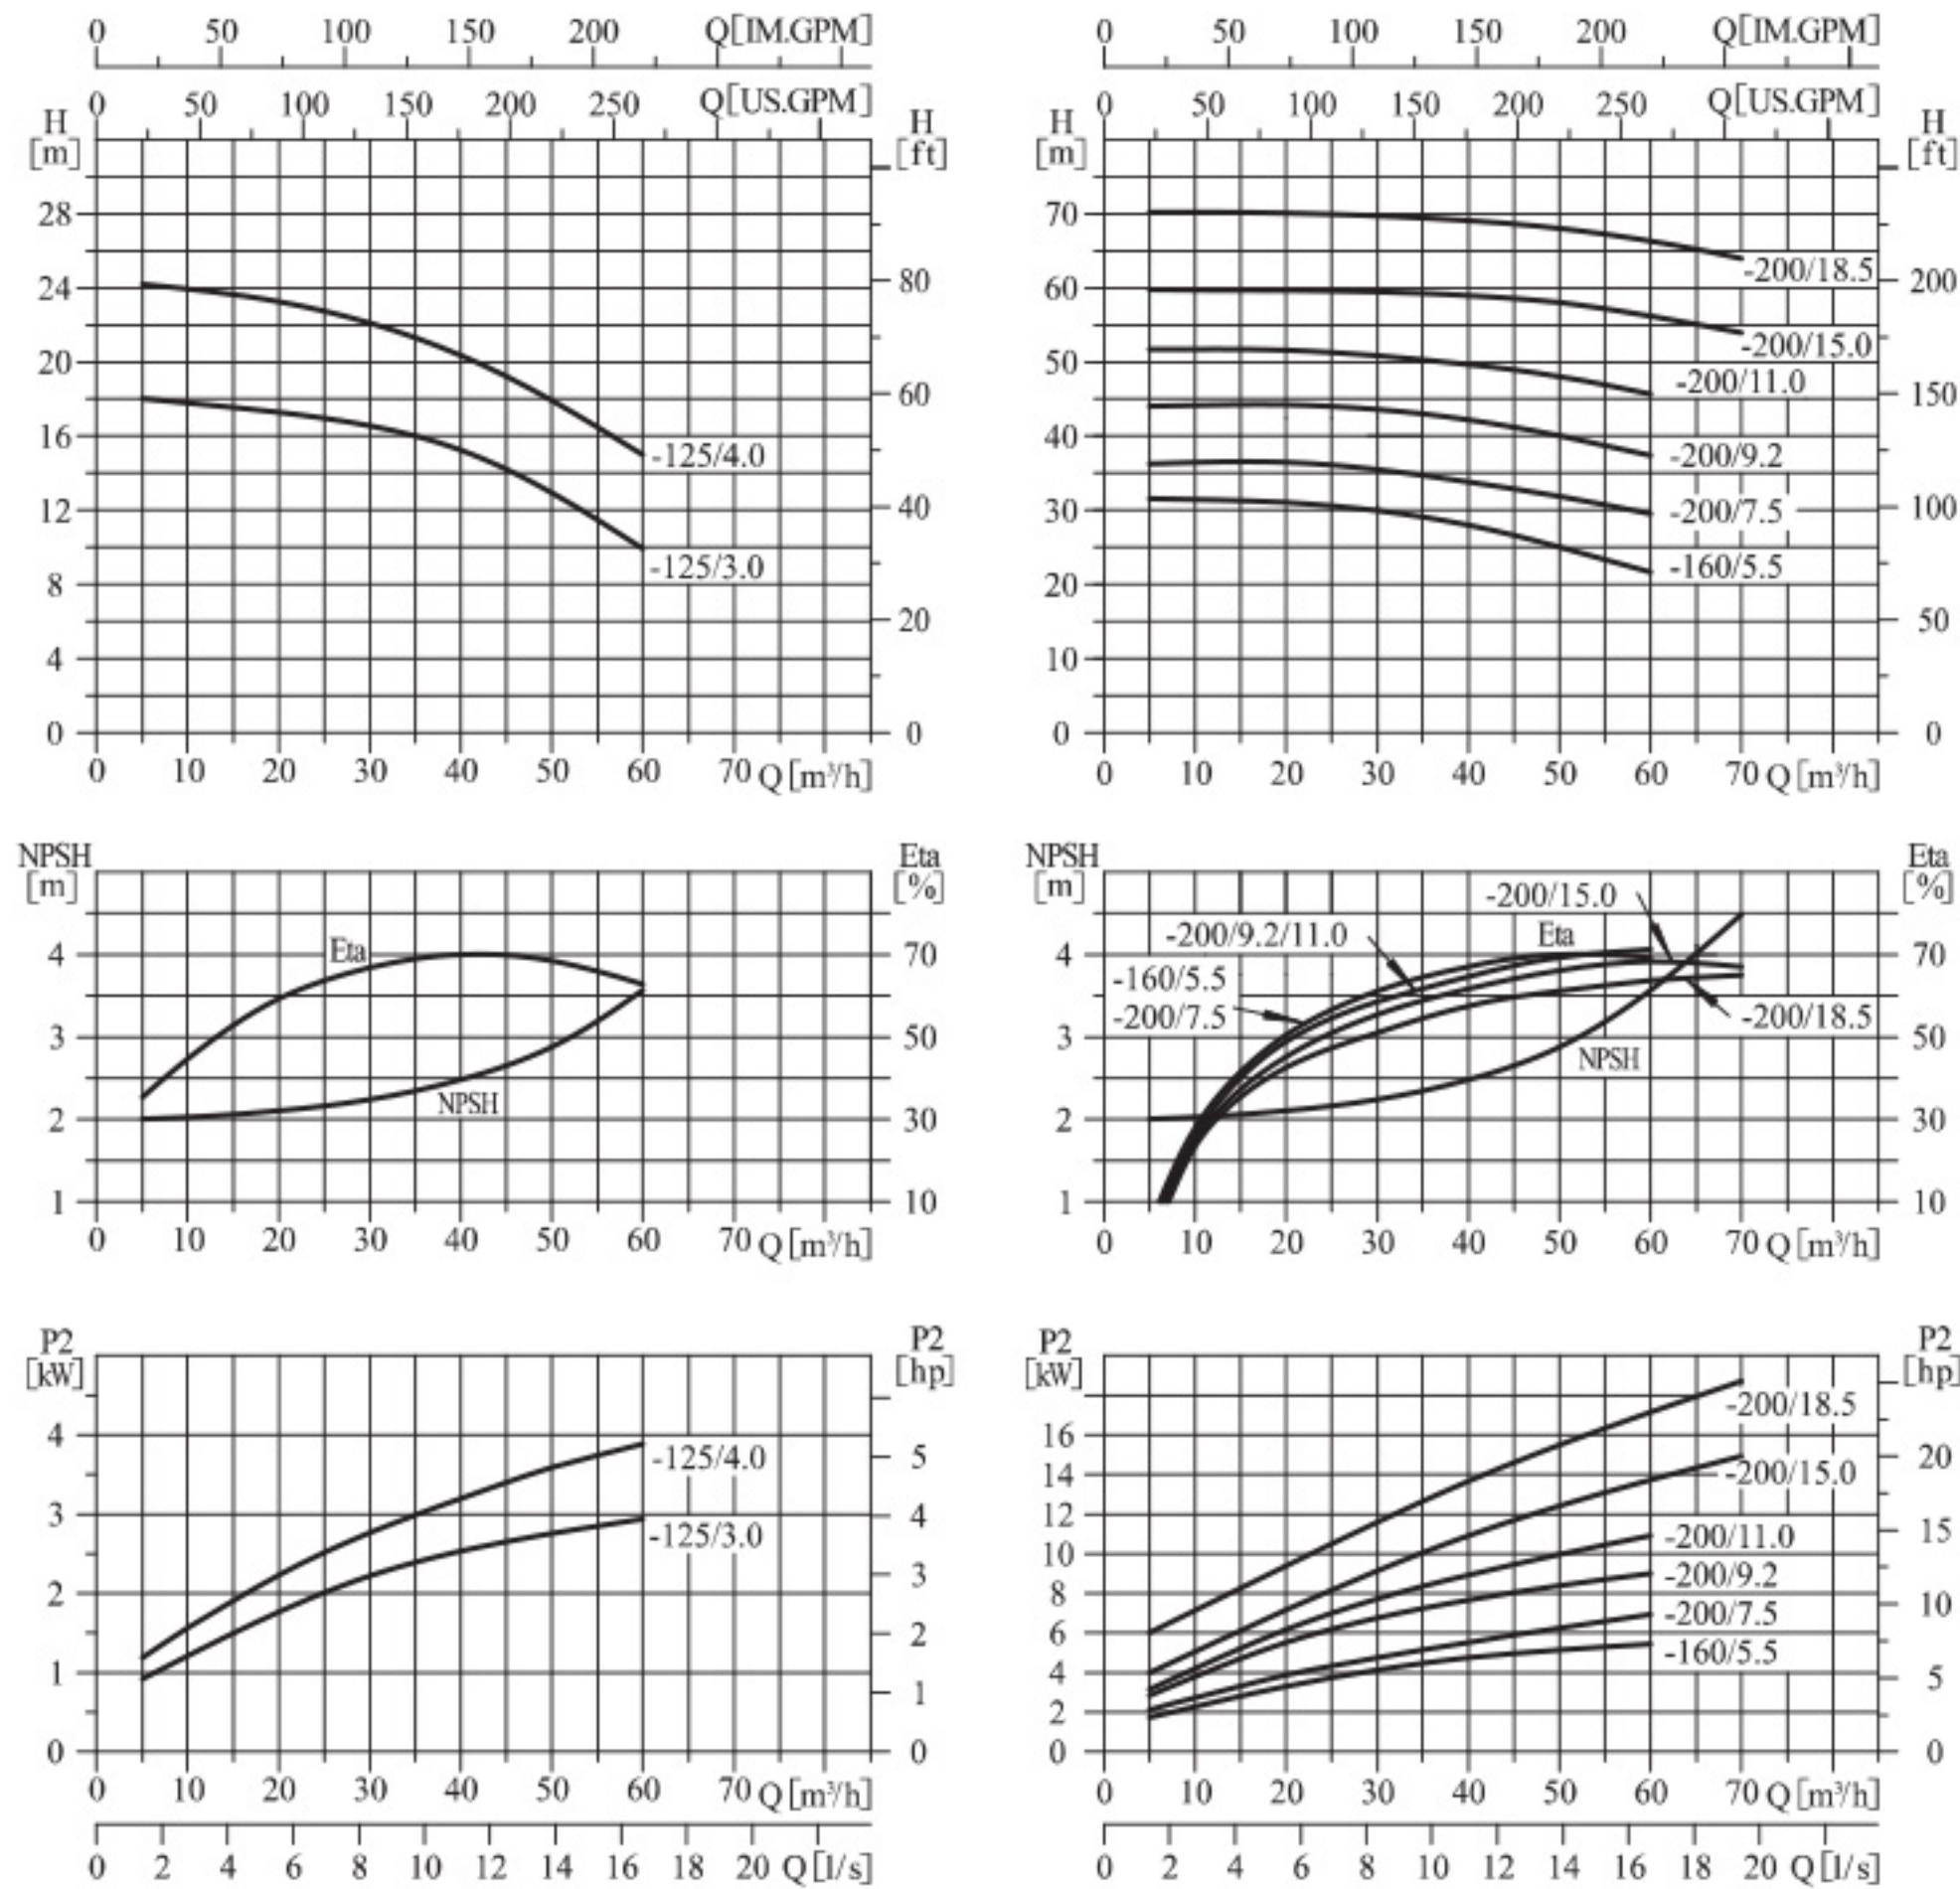 0 50 100 150 200 Q[IM.GPM]
0 50 100 150 200 250 Q[US.GPM]
H
[m]
H
[ft]
28
24
20
16
12
8
4
0
80
60
40
20
0
-125/4.0
-125/3.0
0 10 20 30 40 50 60 70 Q[m³/h]
0 50 100 150 200 Q[IM.GPM]
0 50 100 150 200 250 Q[US.GPM]
H
[m]
H
[ft]
70
60
50
40
30
20
10
0
200
150
100
50
0
-200/18.5
-200/15.0
-200/11.0
-200/9.2
-200/7.5
-160/5.5
0 10 20 30 40 50 60 70 Q[m³/h]
NPSH
[m]
Eta
[%]
4
3
2
1
70
50
30
10
Eta
NPSH
0 10 20 30 40 50 60 70 Q[m³/h]
NPSH
[m]
Eta
[%]
4
3
2
1
70
50
30
10
-200/15.0
-200/9.2/11.0
Eta
-160/5.5
-200/7.5
-200/18.5
NPSH
0 10 20 30 40 50 60 70 Q[m³/h]
P2
[kW]
P2
[hp]
4
3
2
1
0
5
4
3
2
1
0
-125/4.0
-125/3.0
0 10 20 30 40 50 60 70 Q[m³/h]
0 2 4 6 8 10 12 14 16 18 20 Q[l/s]
P2
[kW]
P2
[hp]
16
14
12
10
8
6
4
2
0
20
15
10
5
0
-200/18.5
-200/15.0
-200/11.0
-200/9.2
-200/7.5
-160/5.5
0 10 20 30 40 50 60 70 Q[m³/h]
0 2 4 6 8 10 12 14 16 18 20 Q[l/s]